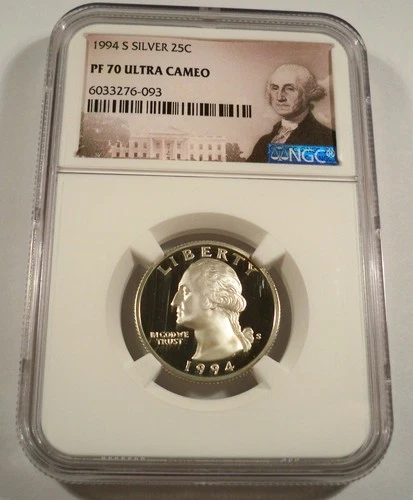 1994 S SILVER 25C
PF 70 ULTRA CAMEO
6033276-093
NGC®
LIBERTY
IN GOD WE
TRUST
S
1994